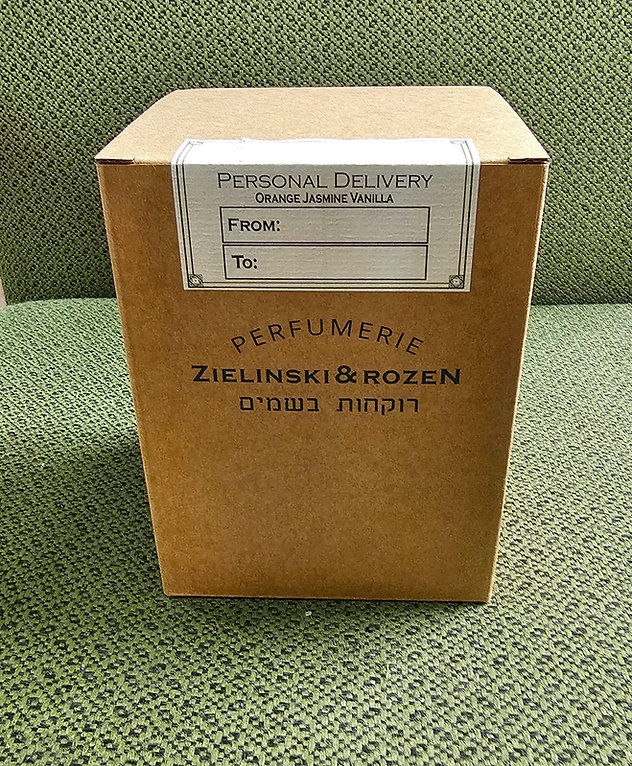 Personal Delivery
Orange Jasmine Vanilla
From:
To:
PERFUMERIE
ZIELINSKI & ROZEN
רוקחות בשמים